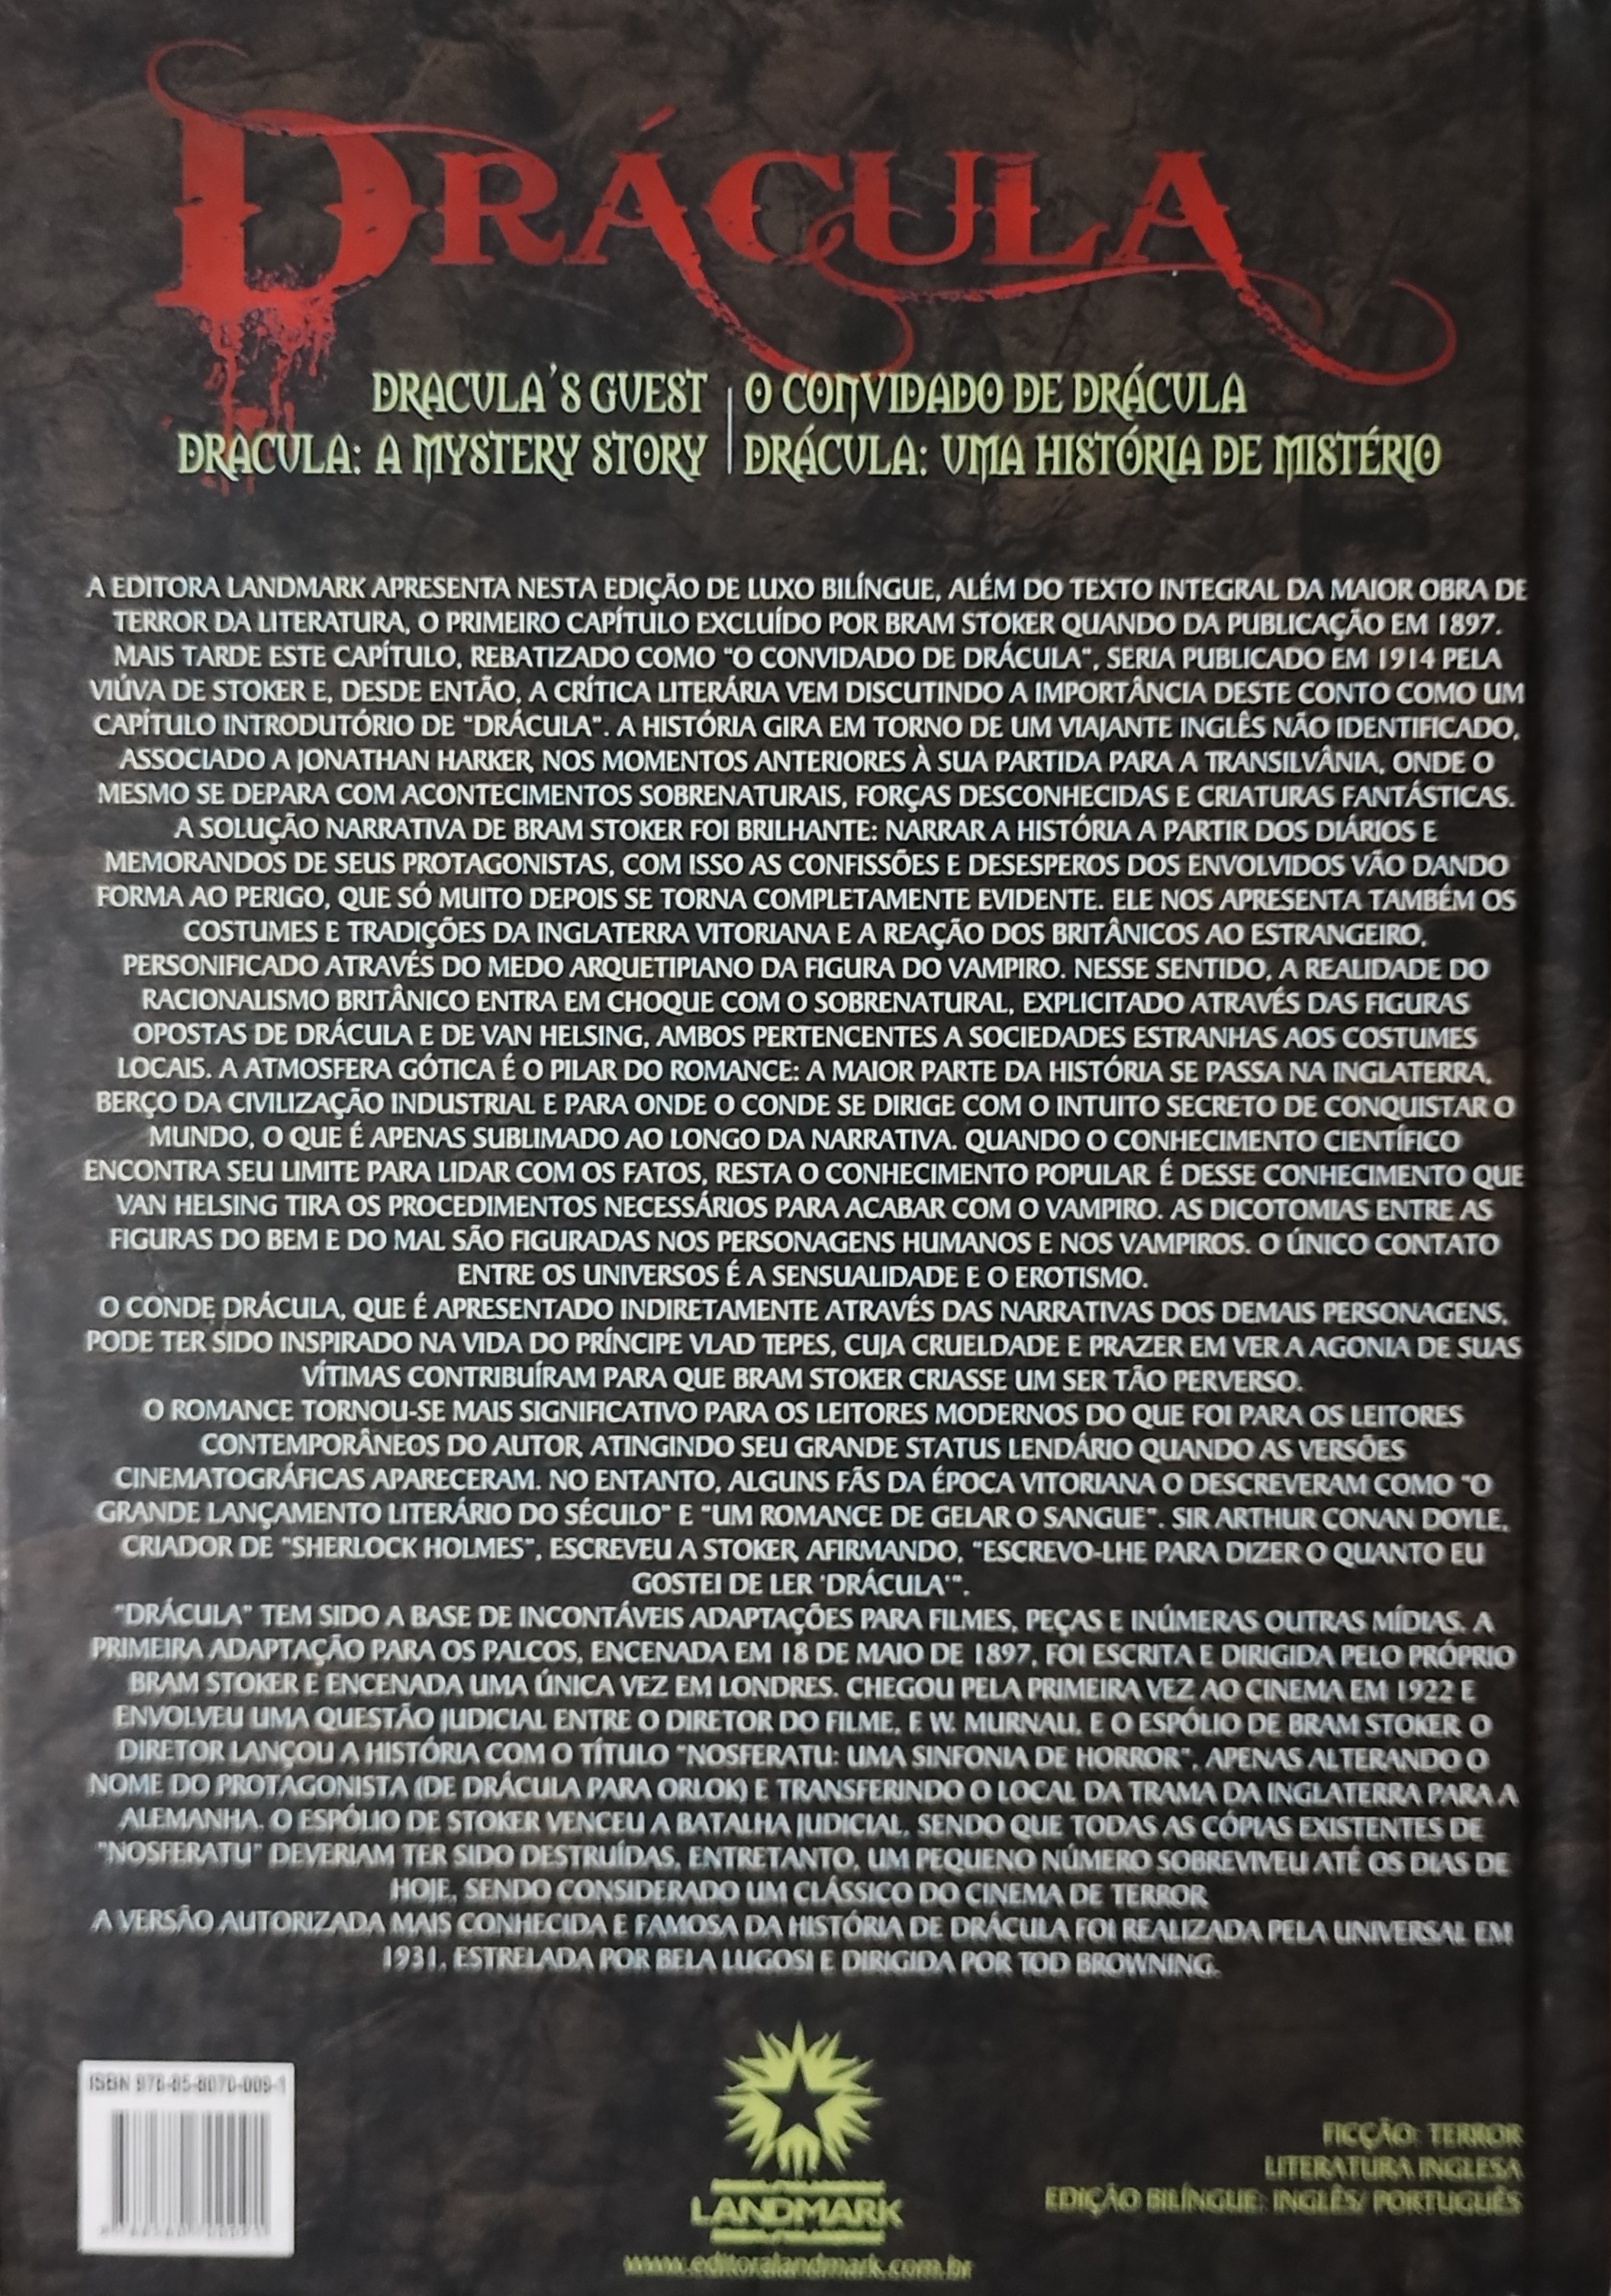 DRÁCULA
DRACULA'S GUEST | O CONVIDADO DE DRÁCULA
DRACULA: A MYSTERY STORY | DRÁCULA: UMA HISTÓRIA DE MISTÉRIO
A EDITORA LANDMARK APRESENTA NESTA EDIÇÃO DE LUXO BILÍNGUE, ALÉM DO TEXTO INTEGRAL DA MAIOR OBRA DE
TERROR DA LITERATURA, O PRIMEIRO CAPÍTULO EXCLUÍDO POR BRAM STOKER QUANDO DA PUBLICAÇÃO EM 1897.
MAIS TARDE ESTE CAPÍTULO, REBATIZADO COMO "O CONVIDADO DE DRÁCULA", SERIA PUBLICADO EM 1914 PELA
VIÚVA DE STOKER E, DESDE ENTÃO, A CRÍTICA LITERÁRIA VEM DISCUTINDO A IMPORTÂNCIA DESTE CONTO COMO UM
CAPÍTULO INTRODUTÓRIO DE "DRÁCULA". A HISTÓRIA GIRA EM TORNO DE UM VIAJANTE INGLÊS NÃO IDENTIFICADO,
ASSOCIADO A JONATHAN HARKER, NOS MOMENTOS ANTERIORES À SUA PARTIDA PARA A TRANSILVÂNIA, ONDE O
MESMO SE DEPARA COM ACONTECIMENTOS SOBRENATURAIS, FORÇAS DESCONHECIDAS E CRIATURAS FANTÁSTICAS.
A SOLUÇÃO NARRATIVA DE BRAM STOKER FOI BRILHANTE: NARRAR A HISTÓRIA A PARTIR DOS DIÁRIOS E
MEMORANDOS DE SEUS PROTAGONISTAS, COM ISSO AS CONFISSÕES E DESESPEROS DOS ENVOLVIDOS VÃO DANDO
FORMA AO PERIGO, QUE SÓ MUITO DEPOIS SE TORNA COMPLETAMENTE EVIDENTE. ELE NOS APRESENTA TAMBÉM OS
COSTUMES E TRADIÇÕES DA INGLATERRA VITORIANA E A REAÇÃO DOS BRITÂNICOS AO ESTRANGEIRO,
PERSONIFICADO ATRAVÉS DO MEDO ARQUETIPIANO DA FIGURA DO VAMPIRO. NESSE SENTIDO, A REALIDADE DO
RACIONALISMO BRITÂNICO ENTRA EM CHOQUE COM O SOBRENATURAL, EXPLICITADO ATRAVÉS DAS FIGURAS
OPOSTAS DE DRÁCULA E DE VAN HELSING, AMBOS PERTENCENTES A SOCIEDADES ESTRANHAS AOS COSTUMES
LOCAIS. A ATMOSFERA GÓTICA É O PILAR DO ROMANCE: A MAIOR PARTE DA HISTÓRIA SE PASSA NA INGLATERRA,
BERÇO DA CIVILIZAÇÃO INDUSTRIAL E PARA ONDE O CONDE SE DIRIGE COM O INTUITO SECRETO DE CONQUISTAR O
MUNDO, O QUE É APENAS SUBLIMADO AO LONGO DA NARRATIVA. QUANDO O CONHECIMENTO CIENTÍFICO
ENCONTRA SEU LIMITE PARA LIDAR COM OS FATOS, RESTA O CONHECIMENTO POPULAR. É DESSE CONHECIMENTO QUE
VAN HELSING TIRA OS PROCEDIMENTOS NECESSÁRIOS PARA ACABAR COM O VAMPIRO. AS DICOTOMIAS ENTRE AS
FIGURAS DO BEM E DO MAL SÃO FIGURADAS NOS PERSONAGENS HUMANOS E NOS VAMPIROS. O ÚNICO CONTATO
ENTRE OS UNIVERSOS É A SENSUALIDADE E O EROTISMO.
O CONDE DRÁCULA, QUE É APRESENTADO INDIRETAMENTE ATRAVÉS DAS NARRATIVAS DOS DEMAIS PERSONAGENS,
PODE TER SIDO INSPIRADO NA VIDA DO PRÍNCIPE VLAD TEPES, CUJA CRUELDADE E PRAZER EM VER A AGONIA DE SUAS
VÍTIMAS CONTRIBUÍRAM PARA QUE BRAM STOKER CRIASSE UM SER TÃO PERVERSO.
O ROMANCE TORNOU-SE MAIS SIGNIFICATIVO PARA OS LEITORES MODERNOS DO QUE FOI PARA OS LEITORES
CONTEMPORÂNEOS DO AUTOR, ATINGINDO SEU GRANDE STATUS LENDÁRIO QUANDO AS VERSÕES
CINEMATOGRÁFICAS APARECERAM. NO ENTANTO, ALGUNS FÃS DA ÉPOCA VITORIANA O DESCREVERAM COMO "O
GRANDE LANÇAMENTO LITERÁRIO DO SÉCULO" E "UM ROMANCE DE GELAR O SANGUE". SIR ARTHUR CONAN DOYLE,
CRIADOR DE "SHERLOCK HOLMES", ESCREVEU A STOKER, AFIRMANDO, "ESCREVO-LHE PARA DIZER O QUANTO EU
GOSTEI DE LER 'DRÁCULA'".
"DRÁCULA" TEM SIDO A BASE DE INCONTÁVEIS ADAPTAÇÕES PARA FILMES, PEÇAS E INÚMERAS OUTRAS MÍDIAS. A
PRIMEIRA ADAPTAÇÃO PARA OS PALCOS, ENCENADA EM 18 DE MAIO DE 1897, FOI ESCRITA E DIRIGIDA PELO PRÓPRIO
BRAM STOKER E ENCENADA UMA ÚNICA VEZ EM LONDRES. CHEGOU PELA PRIMEIRA VEZ AO CINEMA EM 1922 E
ENVOLVEU UMA QUESTÃO JUDICIAL ENTRE O DIRETOR DO FILME, F. W. MURNAU, E O ESPÓLIO DE BRAM STOKER. O
DIRETOR LANÇOU A HISTÓRIA COM O TÍTULO "NOSFERATU: UMA SINFONIA DE HORROR", APENAS ALTERANDO O
NOME DO PROTAGONISTA (DE DRÁCULA PARA ORLOK) E TRANSFERINDO O LOCAL DA TRAMA DA INGLATERRA PARA A
ALEMANHA. O ESPÓLIO DE STOKER VENCEU A BATALHA JUDICIAL, SENDO QUE TODAS AS CÓPIAS EXISTENTES DE
"NOSFERATU" DEVERIAM TER SIDO DESTRUÍDAS, ENTRETANTO, UM PEQUENO NÚMERO SOBREVIVEU ATÉ OS DIAS DE
HOJE, SENDO CONSIDERADO UM CLÁSSICO DO CINEMA DE TERROR
A VERSÃO AUTORIZADA MAIS CONHECIDA E FAMOSA DA HISTÓRIA DE DRÁCULA FOI REALIZADA PELA UNIVERSAL EM
1931, ESTRELADA POR BELA LUGOSI E DIRIGIDA POR TOD BROWNING.
ISBN 978-85-8070-009-1
LANDMARK
www.editoralandmark.com.br
FICÇÃO: TERROR
LITERATURA INGLESA
EDIÇÃO BILÍNGUE: INGLÊS/ PORTUGUÊS